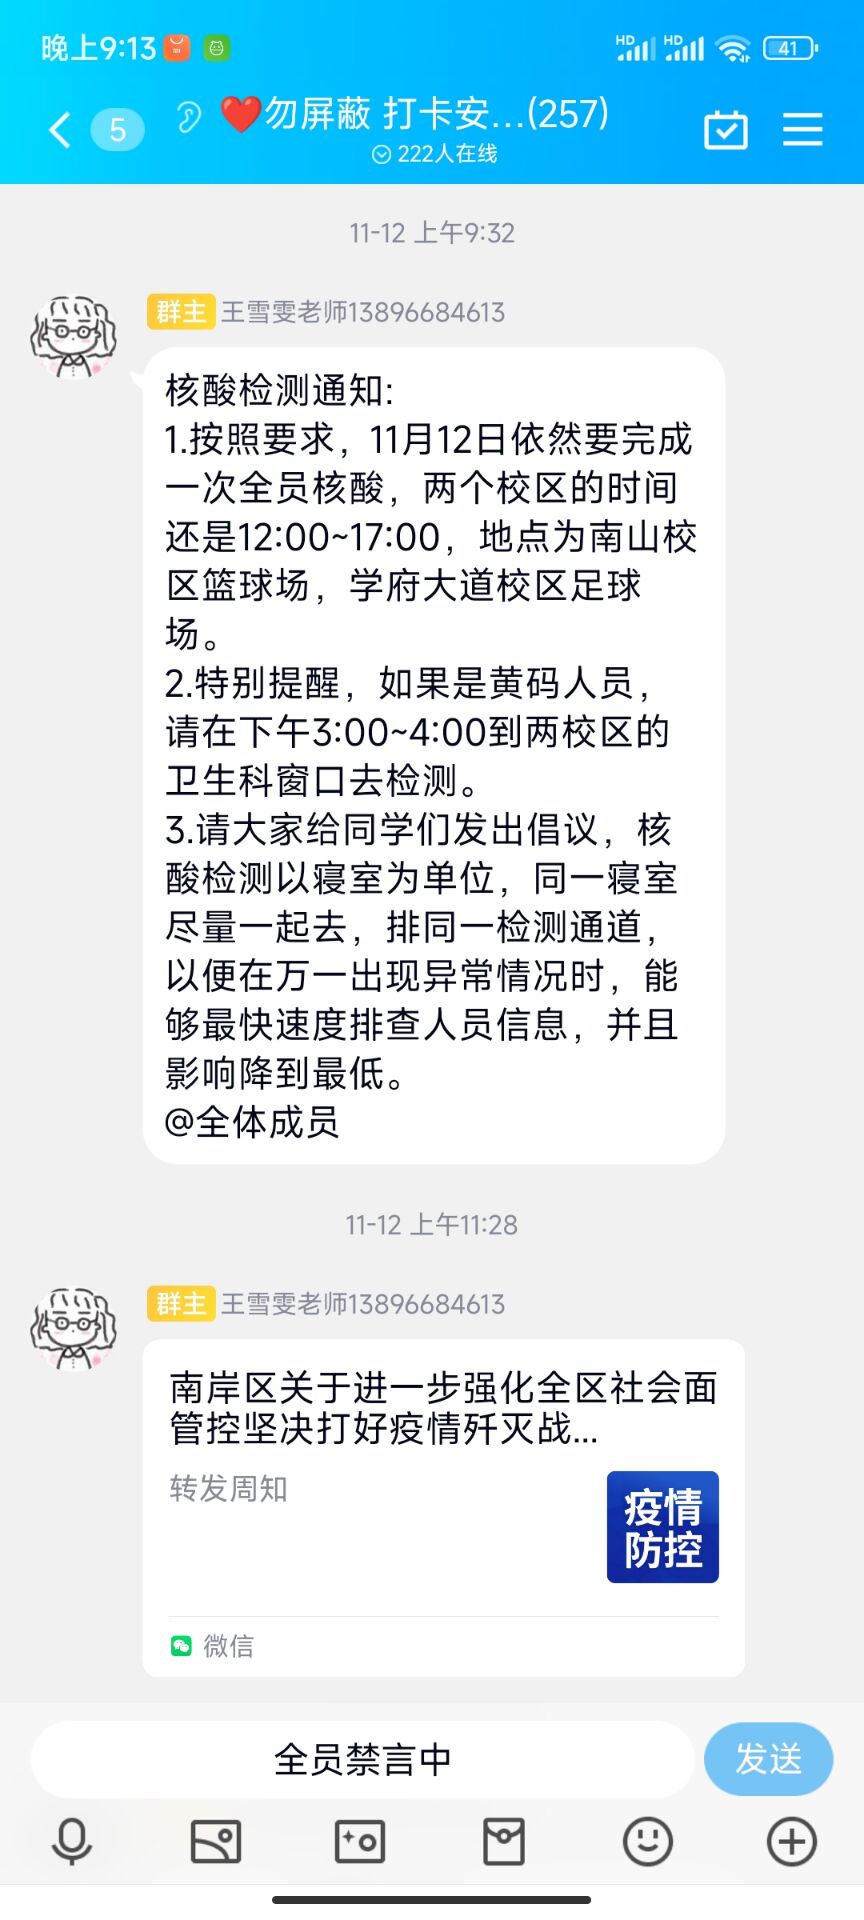 晚上9:13
HD HD 41
5 ❤️勿屏蔽 打卡安...(257)
222人在线
11-12 上午9:32
群主 王雪雯老师13896684613
核酸检测通知:
1.按照要求，11月12日依然要完成
一次全员核酸，两个校区的时间
还是12:00~17:00，地点为南山校
区篮球场，学府大道校区足球
场。
2.特别提醒，如果是黄码人员，
请在下午3:00~4:00到两校区的
卫生科窗口去检测。
3.请大家给同学们发出倡议，核
酸检测以寝室为单位，同一寝室
尽量一起去，排同一检测通道，
以便在万一出现异常情况时，能
够最快速度排查人员信息，并且
影响降到最低。
@全体成员
11-12 上午11:28
群主 王雪雯老师13896684613
南岸区关于进一步强化全区社会面
管控坚决打好疫情歼灭战...
转发周知
疫情
防控
微信
全员禁言中
发送